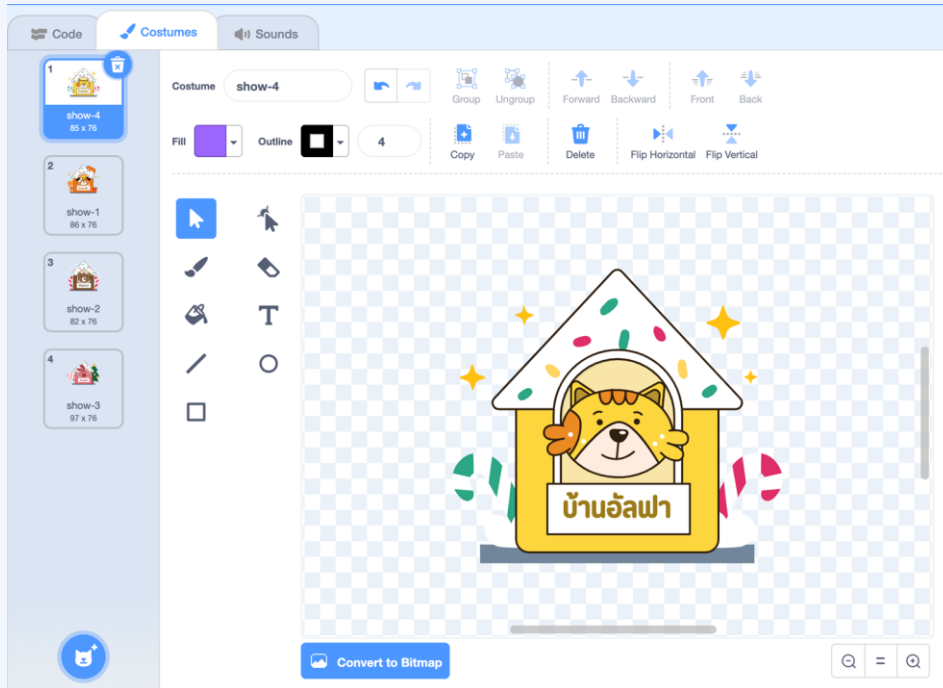 Code
Costumes
Sounds
1
show-4
85 x 76
2
show-1
86 x 76
3
show-2
82 x 76
4
show-3
97 x 76
Costume show-4
Group Ungroup Forward Backward Front Back
Fill Outline 4
Copy Paste Delete Flip Horizontal Flip Vertical
บ้านอัลฟา
Convert to Bitmap